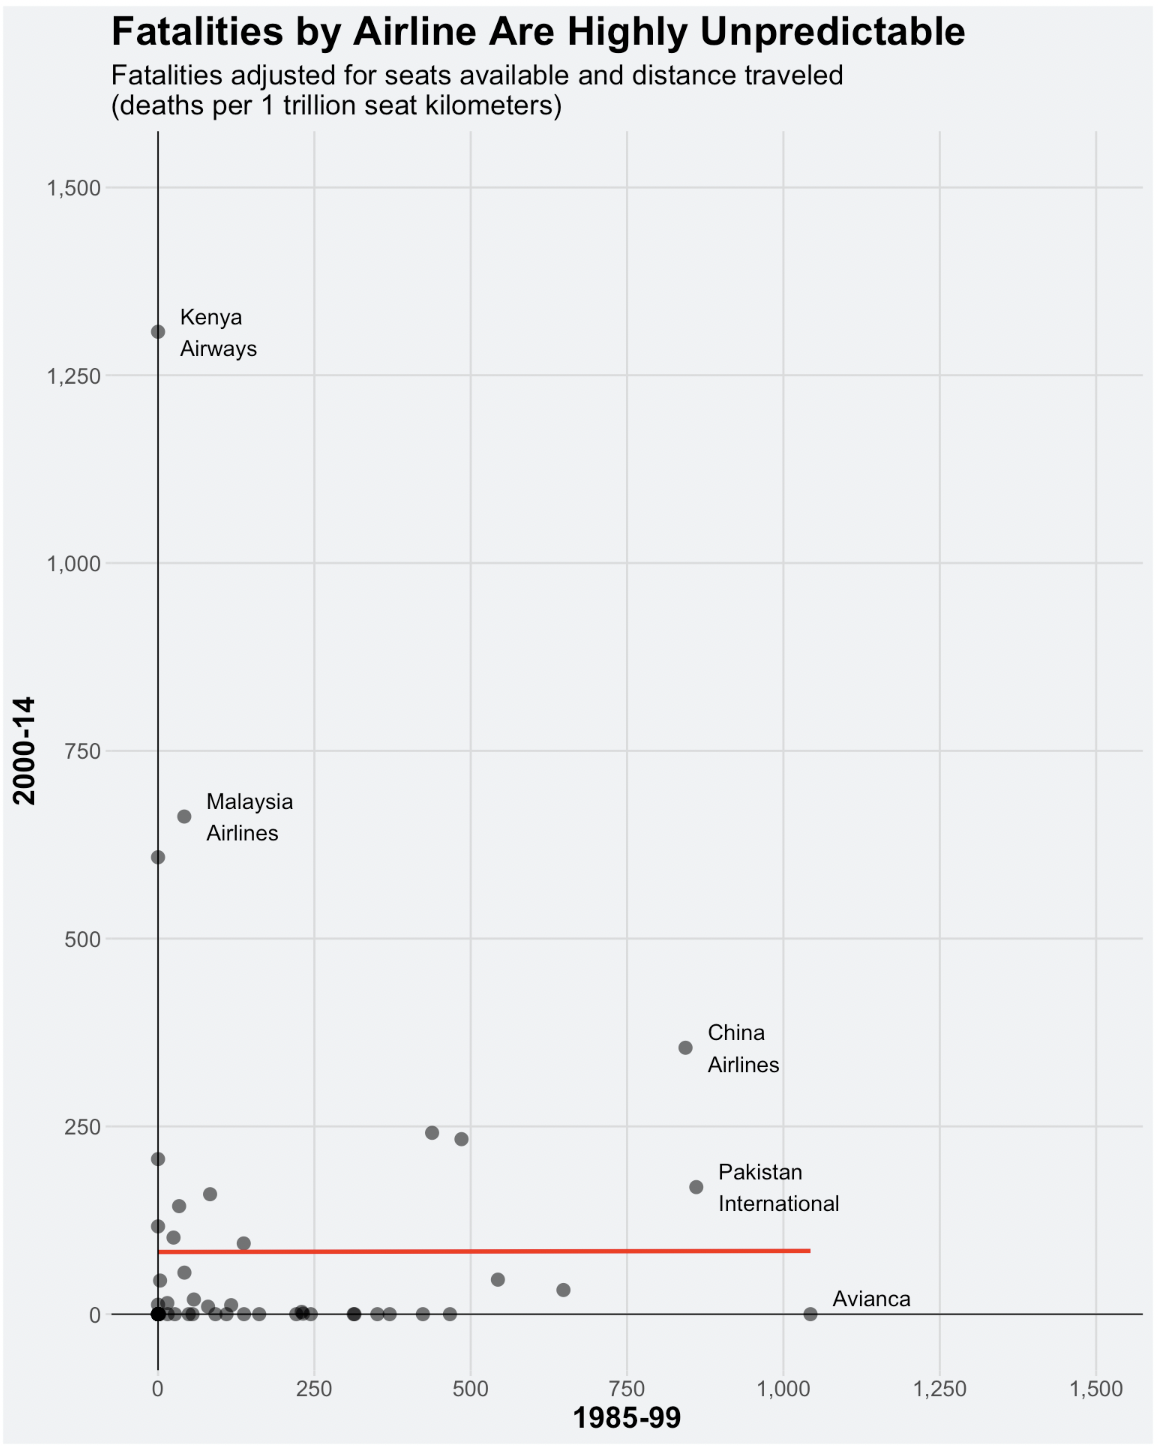 Fatalities by Airline Are Highly Unpredictable
Fatalities adjusted for seats available and distance traveled
(deaths per 1 trillion seat kilometers)
1,500
Kenya
Airways
1,250
1,000
2000-14
750
Malaysia
Airlines
500
China
Airlines
250
Pakistan
International
Avianca
0
0 250 500 750 1,000 1,250 1,500
1985-99